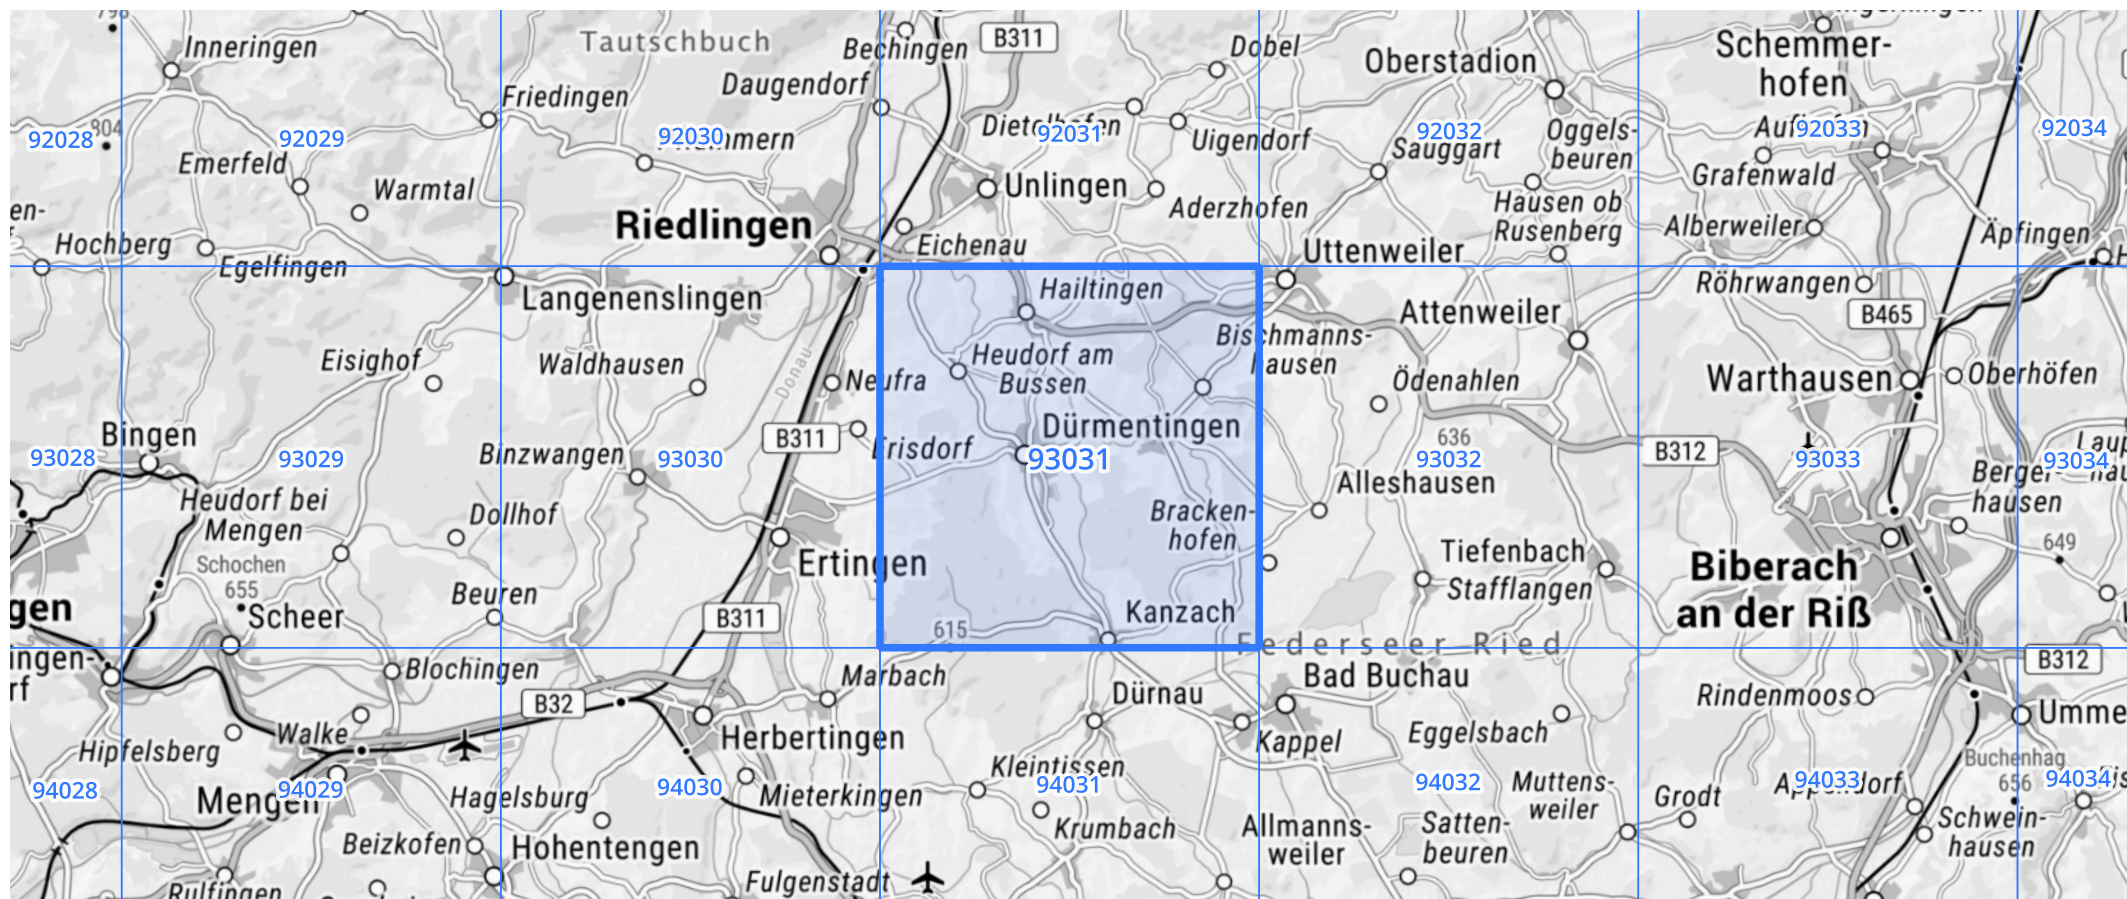 Inneringen
Tautschbuch
Bechingen
B311
Dobel
Oberstadion
Schemmer-
hofen
Daugendorf
Friedingen
804
92028
92029
92030
Dietelhofen
92031
Uigendorf
92032
Sauggart
Oggels-
beuren
92033
92034
Emerfeld
Warmtal
Unlingen
Grafenwald
Riedlingen
Aderzhofen
Hausen ob
Rusenberg
Alberweiler
Äpfingen
Hochberg
Egelfingen
Eichenau
Uttenweiler
Langenenslingen
Hailtingen
Attenweiler
Röhrwangen
B465
Eisighof
Waldhausen
Donau
Neufra
Heudorf am
Bussen
Bischmanns-
hausen
Ödenahlen
Warthausen
Oberhöfen
Bingen
B311
Erisdorf
Dürmentingen
636
B312
93028
93029
Binzwangen
93030
93031
93032
93033
93034
Heudorf bei
Mengen
Dollhof
Alleshausen
Berger-
hausen
Bracken-
hofen
Schochen
655
Ertingen
Tiefenbach
Stafflangen
Biberach
an der Riß
649
Scheer
Beuren
B311
615
Kanzach
Federseer Ried
Blochingen
B32
Marbach
Dürnau
Bad Buchau
Rindenmoos
B312
Hipfelsberg
Walke
Herbertingen
Kappel
Eggelsbach
Buchenhag
656
94028
Mengen
94029
Hagelsburg
94030
Mieterkingen
Kleintissen
94031
94032
Muttens-
weiler
Grodt
94033
Appendorf
94034
Beizkofen
Hohentengen
Krumbach
Allmanns-
weiler
Satten-
beuren
Schwein-
hausen
Rulfingen
Fulgenstadt